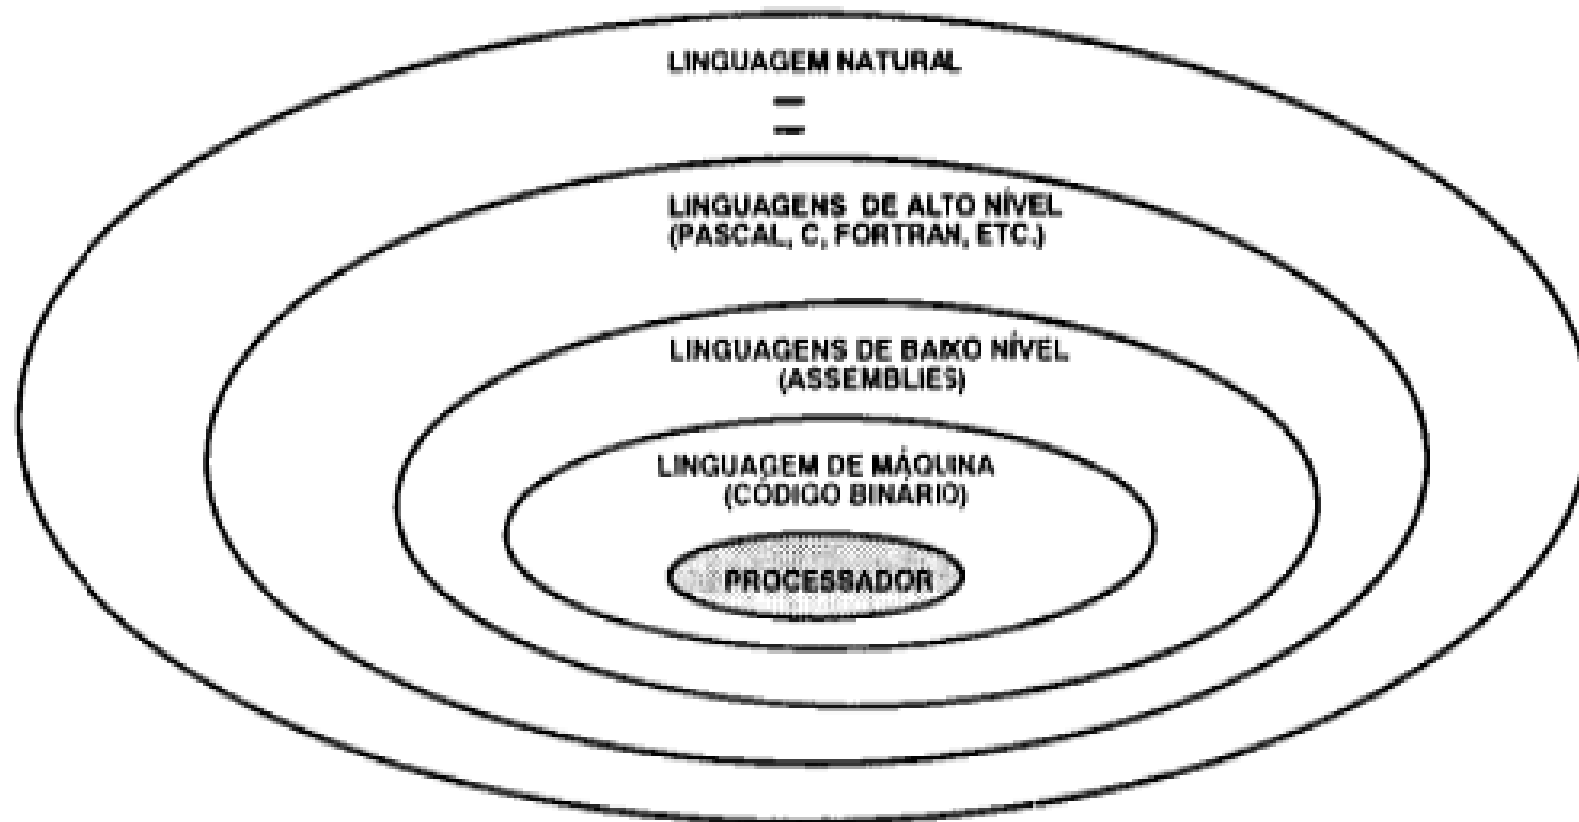 LINGUAGEM NATURAL
LINGUAGENS DE ALTO NÍVEL
(PASCAL, C, FORTRAN, ETC.)
LINGUAGENS DE BAIXO NÍVEL
(ASSEMBLIES)
LINGUAGEM DE MÁQUINA
(CÓDIGO BINÁRIO)
PROCESSADOR